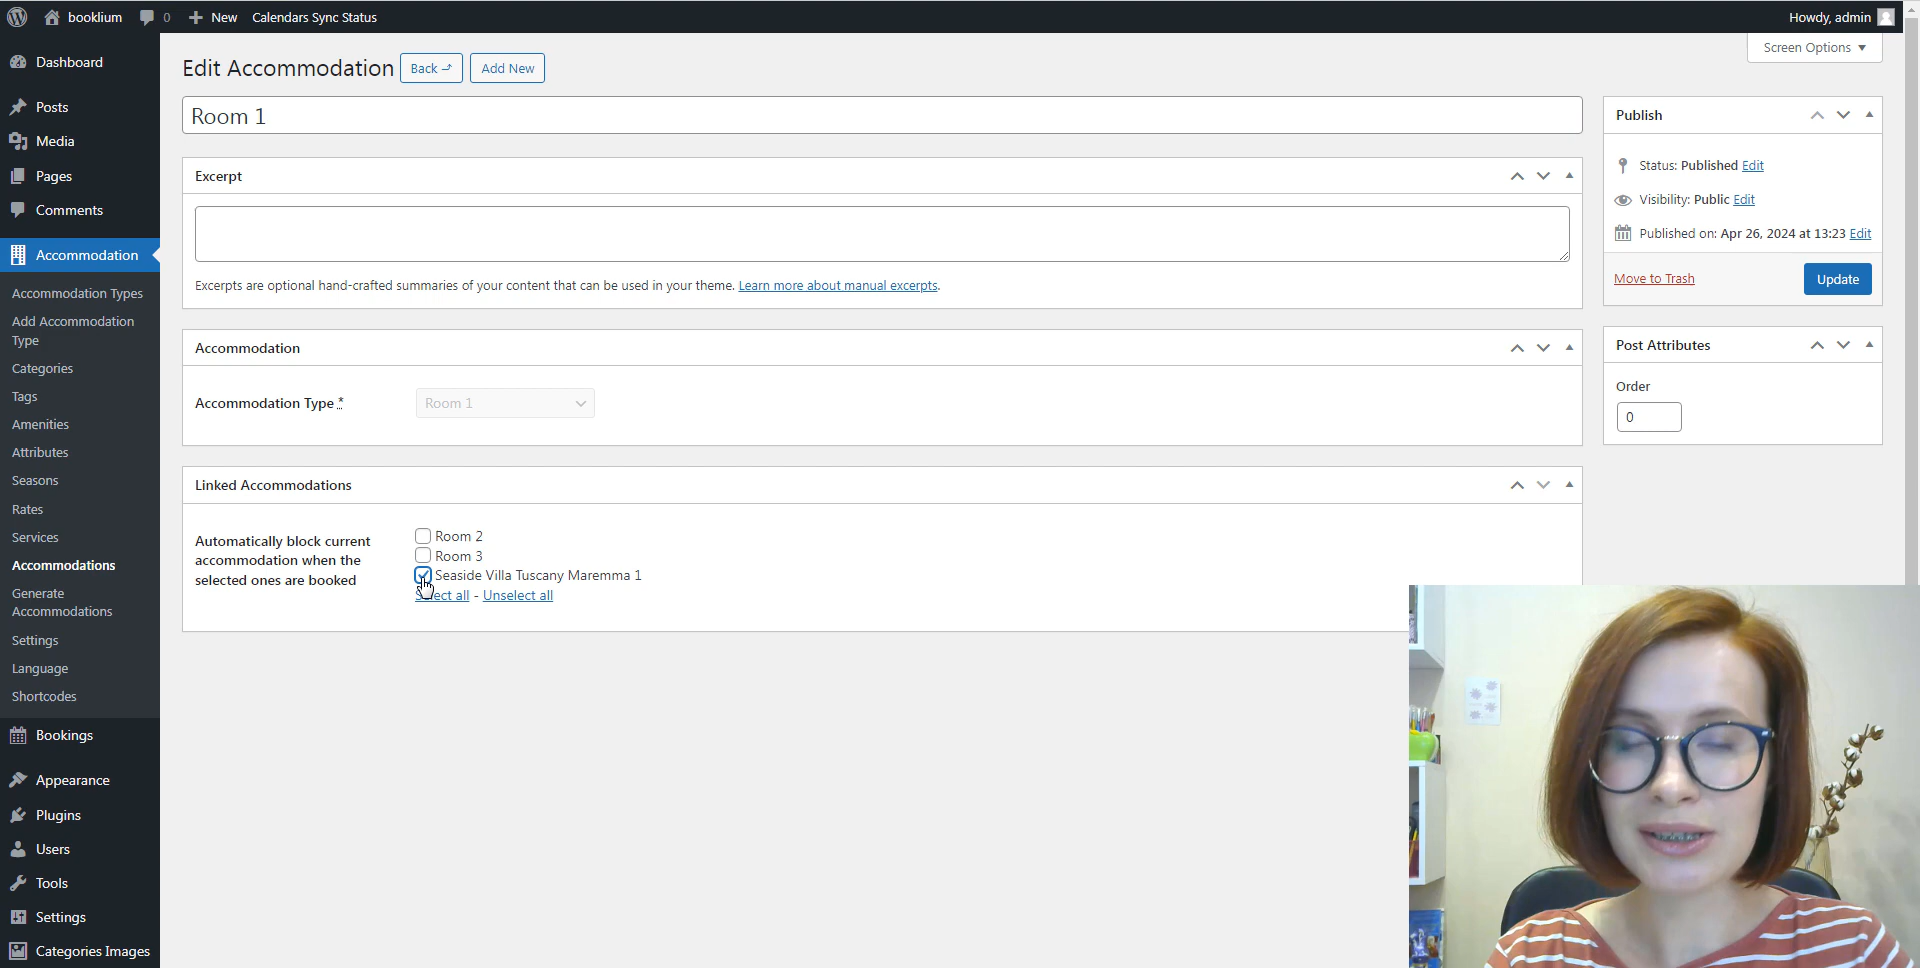 booklium 0 New Calendars Sync Status Howdy, admin
Screen Options
Dashboard
Posts
Media
Pages
Comments
Accommodation
Accommodation Types
Add Accommodation
Type
Categories
Tags
Amenities
Attributes
Seasons
Rates
Services
Accommodations
Generate
Accommodations
Settings
Language
Shortcodes
Bookings
Appearance
Plugins
Users
Tools
Settings
Categories Images
Edit Accommodation Back Add New
Room 1
Excerpt
Excerpts are optional hand-crafted summaries of your content that can be used in your theme. Learn more about manual excerpts.
Accommodation
Accommodation Type *
Room 1
Linked Accommodations
Automatically block current
accommodation when the
selected ones are booked
Room 2
Room 3
Seaside Villa Tuscany Maremma 1
Select all - Unselect all
Publish
Status: Published Edit
Visibility: Public Edit
Published on: Apr 26, 2024 at 13:23 Edit
Move to Trash Update
Post Attributes
Order
0